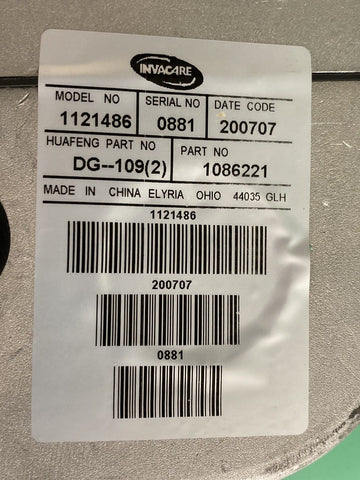 INVACARE
MODEL NO SERIAL NO DATE CODE
1121486 0881 200707
HUAFENG PART NO PART NO
DG--109(2) 1086221
MADE IN CHINA ELYRIA OHIO 44035 GLH
1121486
200707
0881